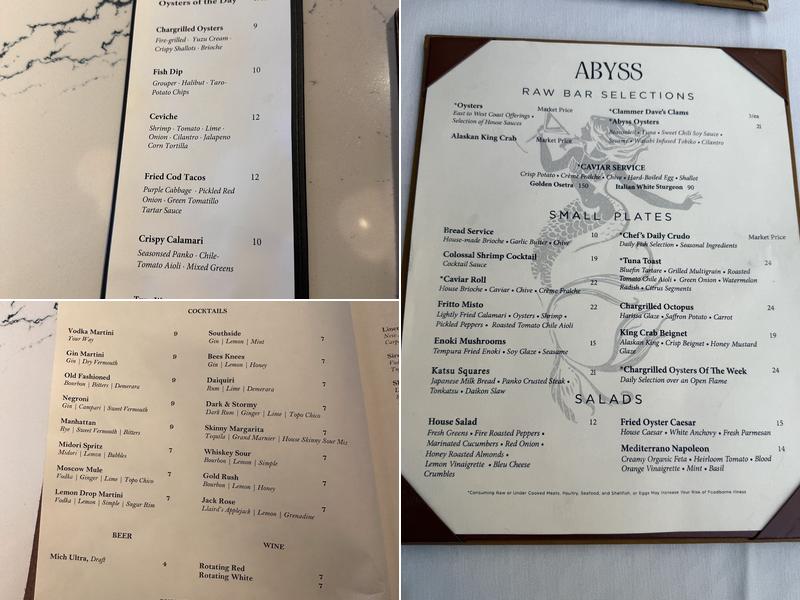 Oysters of the Day
Chargrilled Oysters 9
Fire-grilled · Yuzu Cream ·
Crispy Shallots · Brioche
Fish Dip 10
Grouper · Halibut · Taro-
Potato Chips
Ceviche 12
Shrimp · Tomato · Lime ·
Onion · Cilantro · Jalapeno
Corn Tortilla
Fried Cod Tacos 12
Purple Cabbage · Pickled Red
Onion · Green Tomatillo
Tartar Sauce
Crispy Calamari 10
Seasonsed Panko · Chile-
Tomato Aioli · Mixed Greens
COCKTAILS
Vodka Martini 9
Your Way
Gin Martini 9
Gin | Dry Vermouth
Old Fashioned 9
Bourbon | Bitters | Demerara
Negroni 9
Gin | Campari | Sweet Vermouth
Manhattan 9
Rye | Sweet Vermouth | Bitters
Midori Spritz 7
Midori | Lemon | Bubbles
Moscow Mule 7
Vodka | Ginger | Lime | Topo Chico
Lemon Drop Martini 7
Vodka | Lemon | Simple | Sugar Rim
BEER
Mich Ultra, Draft 4
Southside 7
Gin | Lemon | Mint
Bees Knees 7
Gin | Lemon | Honey
Daiquiri 7
Rum | Lime | Demerara
Dark & Stormy 7
Dark Rum | Ginger | Lime | Topo Chico
Skinny Margarita 7
Tequila | Grand Marnier | House Skinny Sour Mix
Whiskey Sour 7
Bourbon | Lemon | Simple
Gold Rush 7
Bourbon | Lemon | Honey
Jack Rose 7
Llaird's Applejack | Lemon | Grenadine
WINE
Rotating Red 7
Rotating White 7
ABYSS
RAW BAR SELECTIONS
*Oysters Market Price
East to West Coast Offerings •
Selection of House Sauces
Alaskan King Crab Market Price
*Clammer Dave's Clams 3/ea
*Abyss Oysters 21
Seasonsed • Tuna • Sweet Chili Soy Sauce •
Sesame • Wasabi Infused Tobiko • Cilantro
*CAVIAR SERVICE
Crisp Potato • Crème Fraîche • Chive • Hard-Boiled Egg • Shallot
Golden Osetra 150 Italian White Sturgeon 90
SMALL PLATES
Bread Service 10
House-made Brioche • Garlic Butter • Chive
Colossal Shrimp Cocktail 19
Cocktail Sauce
*Caviar Roll 22
House Brioche • Caviar • Chive • Crème Fraîche
Fritto Misto 22
Lightly Fried Calamari • Oysters • Shrimp •
Pickled Peppers • Roasted Tomato Chile Aioli
Enoki Mushrooms 15
Tempura Fried Enoki • Soy Glaze • Seasame
Katsu Squares 21
Japanese Milk Bread • Panko Crusted Steak •
Tonkatsu • Daikon Slaw
*Chef's Daily Crudo Market Price
Daily Fish Selection • Seasonal Ingredients
*Tuna Toast 24
Bluefin Tartare • Grilled Multigrain • Roasted
Tomato Chile Aioli • Green Onion • Watermelon
Radish • Citrus Segments
Chargrilled Octopus 24
Harissa Glaze • Saffron Potato • Carrot
King Crab Beignet 19
Alaskan King • Crisp Beignet • Honey Mustard
Glaze
*Chargrilled Oysters Of The Week 24
Daily Selection over an Open Flame
SALADS
House Salad 12
Fresh Greens • Fire Roasted Peppers •
Marinated Cucumbers • Red Onion •
Honey Roasted Almonds •
Lemon Vinaigrette • Bleu Cheese
Crumbles
Fried Oyster Caesar 15
House Caesar • White Anchovy • Fresh Parmesan
Mediterrano Napoleon 14
Creamy Organic Feta • Heirloom Tomato • Blood
Orange Vinaigrette • Mint • Basil
*Consuming Raw or Under Cooked Meats, Poultry, Seafood, and Shellfish, or Eggs May Increase Your Risk of Foodborne Illness